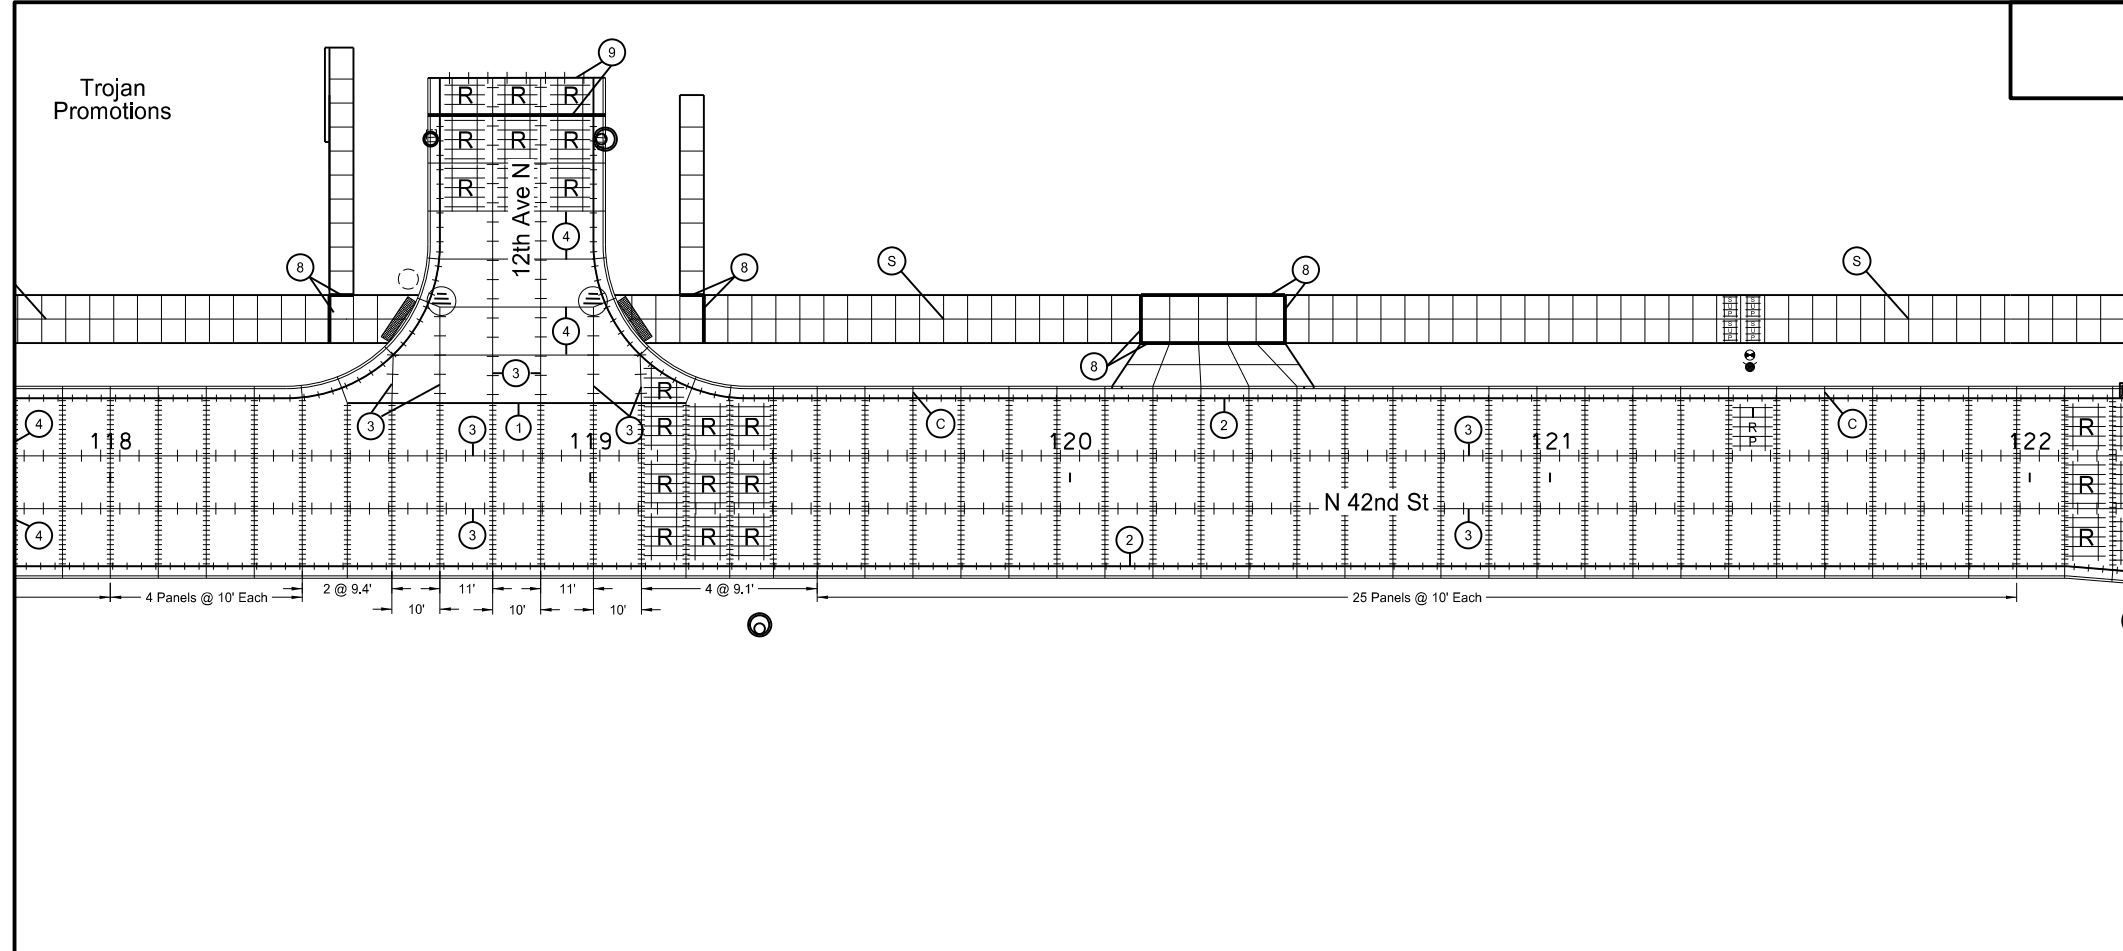 9
Trojan
Promotions
R R R
R R R
R R
12th Ave N
4
8
8
S
8
S
S U P S U P
S U P S U P
4
3
8
R
4
118
3
3
1
119
3
R R R
C
120
2
3
121
I
R
P
C
122
R
R R R
N 42nd St
R
4
3
R R R
2
3
R
4 Panels @ 10' Each
2 @ 9.4'
11'
11'
4 @ 9.1'
25 Panels @ 10' Each
10'
10'
10'